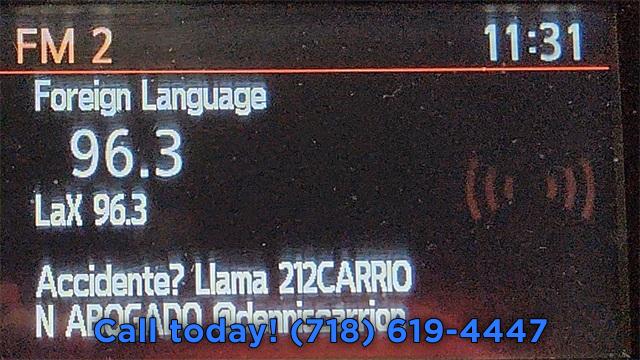 FM 2
11:31
Foreign Language
96.3
LaX 96.3
Accidente? Llama 212CARRIO
N ABOGADO @denniscarrion
Call today! (718) 619-4447